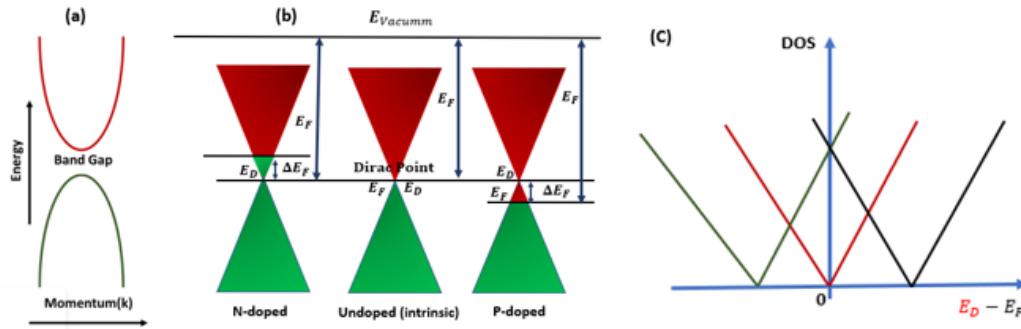 (a)
Energy
Band Gap
Momentum(k)
(b)
E_Vacumm
E_F
E_D
ΔE_F
N-doped
Dirac Point
E_F
E_F E_D
Undoped (intrinsic)
E_F
E_D
E_F
ΔE_F
P-doped
(C)
DOS
0
E_D − E_F